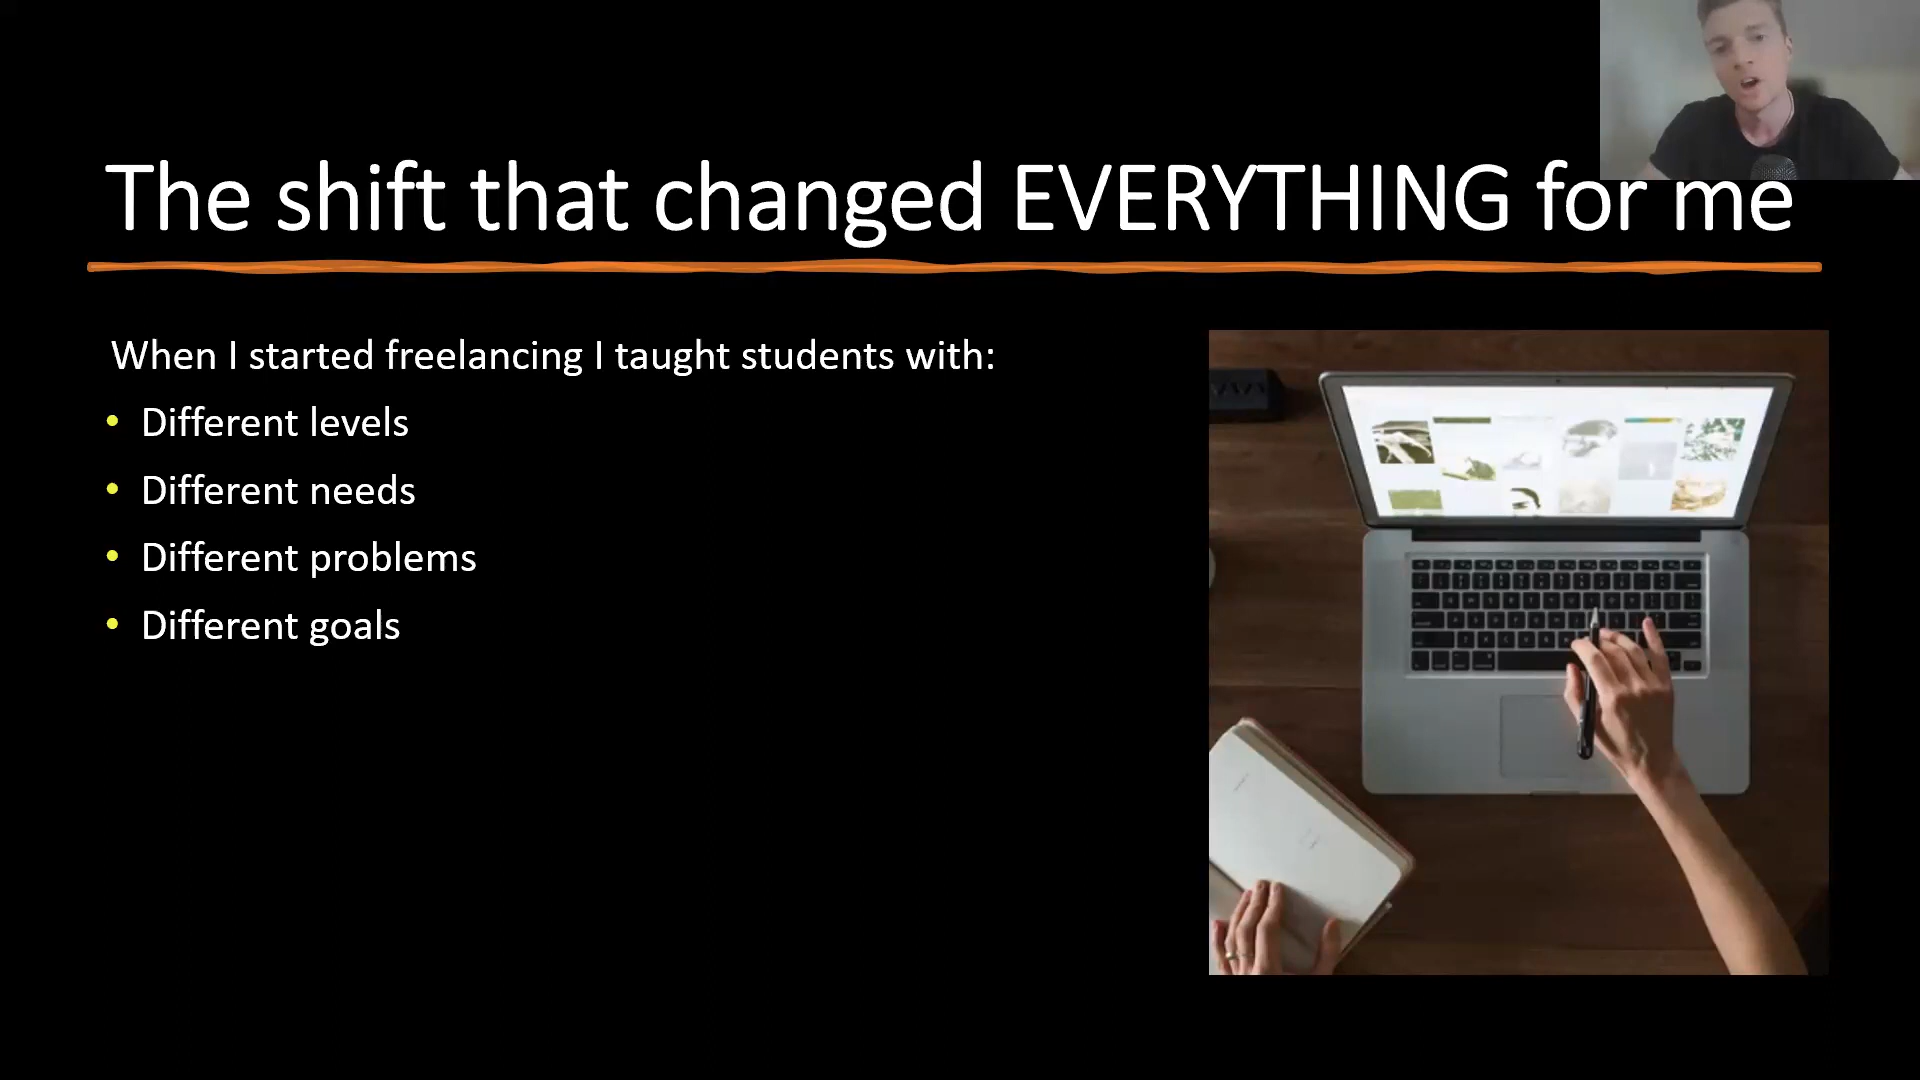 The shift that changed EVERYTHING for me
When I started freelancing I taught students with:
• Different levels
• Different needs
• Different problems
• Different goals